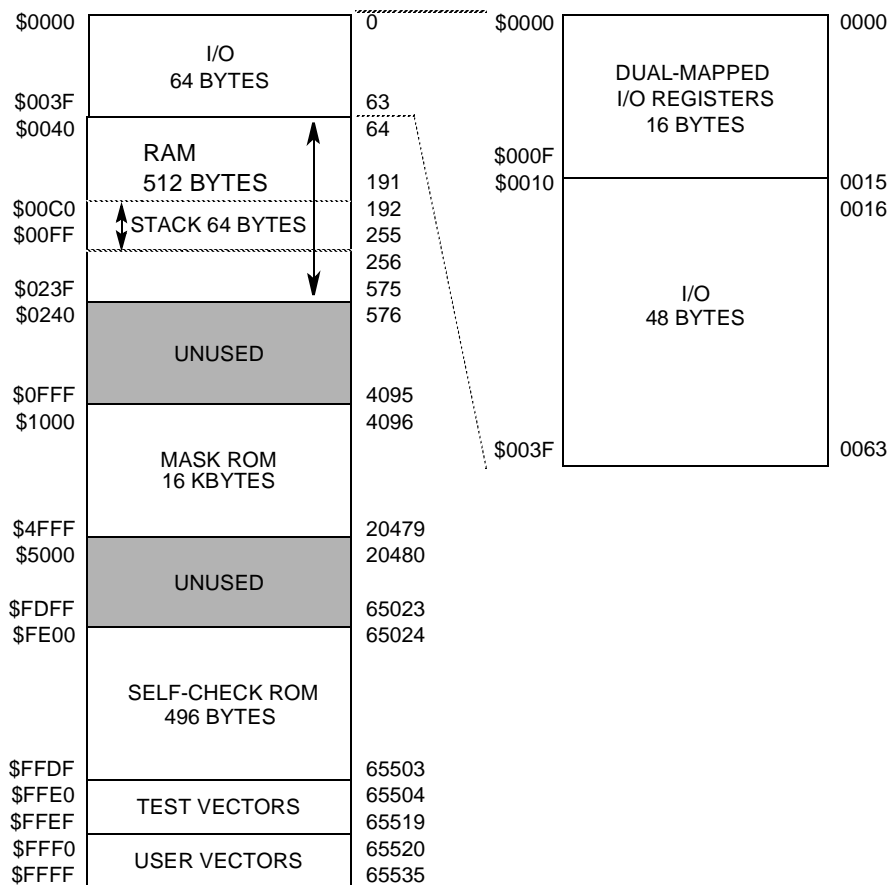 $0000 0 $0000 0000
I/O
64 BYTES
DUAL-MAPPED
I/O REGISTERS
16 BYTES
$003F 63
$0040 64
RAM
512 BYTES
$000F
191 $0010 0015
$00C0 192 0016
STACK 64 BYTES
$00FF 255
256
$023F 575
I/O
48 BYTES
$0240 576
UNUSED
$0FFF 4095
$1000 4096
$003F 0063
MASK ROM
16 KBYTES
$4FFF 20479
$5000 20480
UNUSED
$FDFF 65023
$FE00 65024
SELF-CHECK ROM
496 BYTES
$FFDF 65503
$FFE0 65504
TEST VECTORS
$FFEF 65519
$FFF0 65520
USER VECTORS
$FFFF 65535